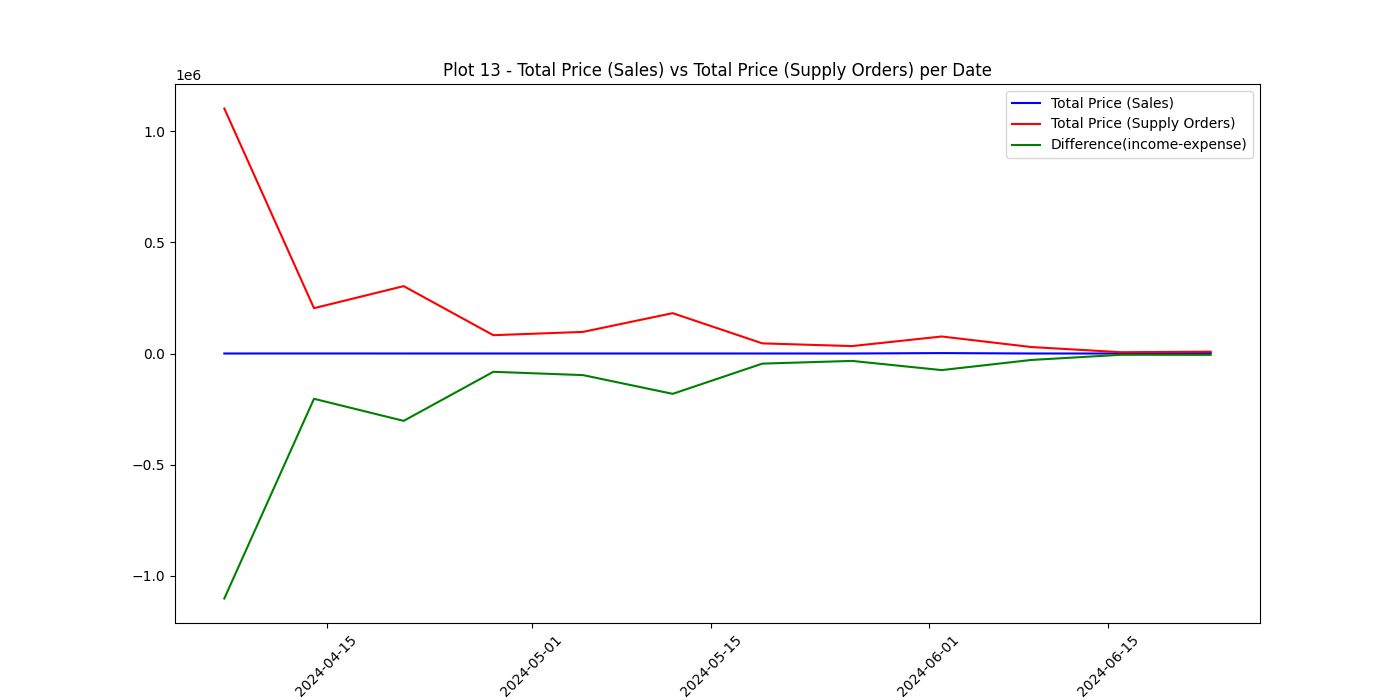 Plot 13 - Total Price (Sales) vs Total Price (Supply Orders) per Date
1e6
Total Price (Sales)
Total Price (Supply Orders)
Difference(income-expense)
1.0
0.5
0.0
−0.5
−1.0
2024-04-15
2024-05-01
2024-05-15
2024-06-01
2024-06-15